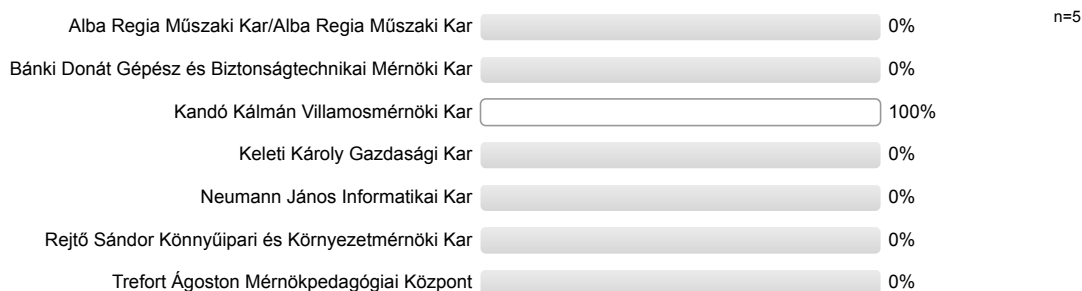 Alba Regia Műszaki Kar/Alba Regia Műszaki Kar 0% n=5
Bánki Donát Gépész és Biztonságtechnikai Mérnöki Kar 0%
Kandó Kálmán Villamosmérnöki Kar 100%
Keleti Károly Gazdasági Kar 0%
Neumann János Informatikai Kar 0%
Rejtő Sándor Könnyűipari és Környezetmérnöki Kar 0%
Trefort Ágoston Mérnökpedagógiai Központ 0%